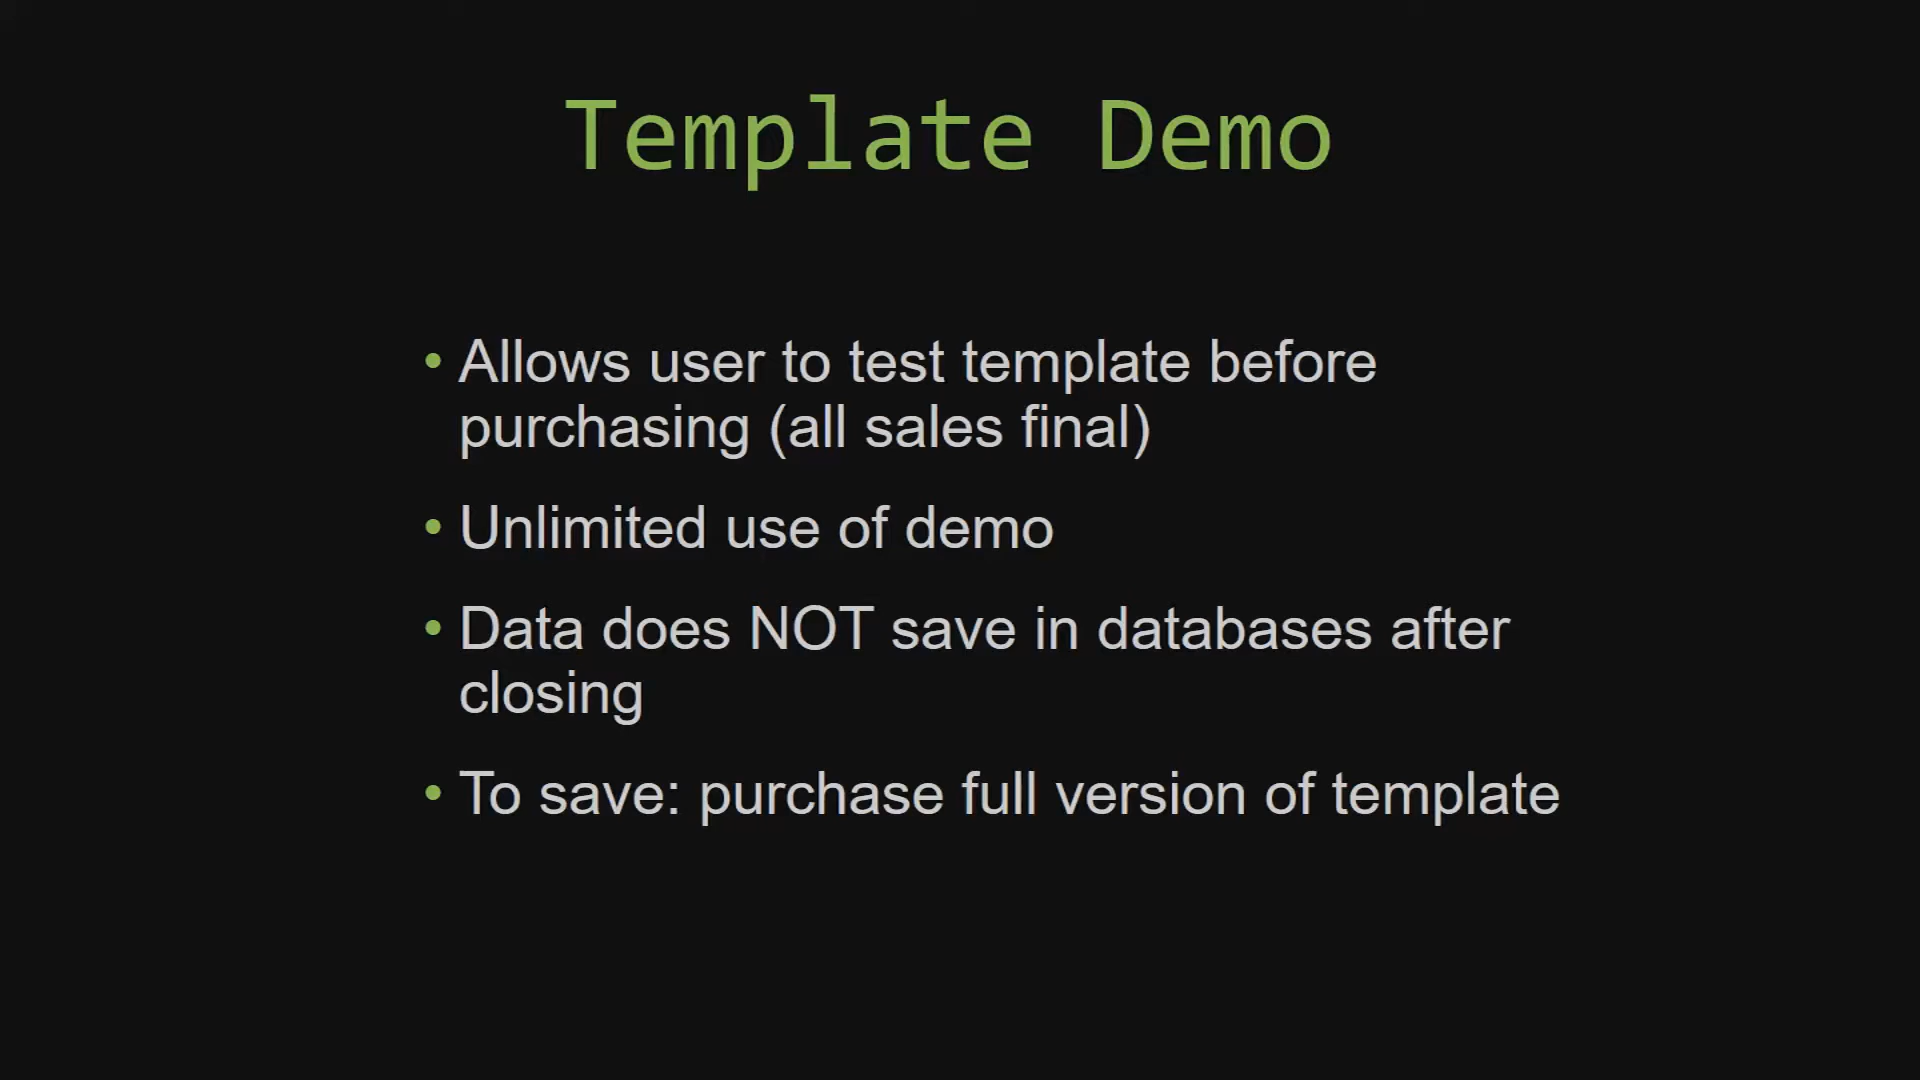 Template Demo
• Allows user to test template before
purchasing (all sales final)
• Unlimited use of demo
• Data does NOT save in databases after
closing
• To save: purchase full version of template